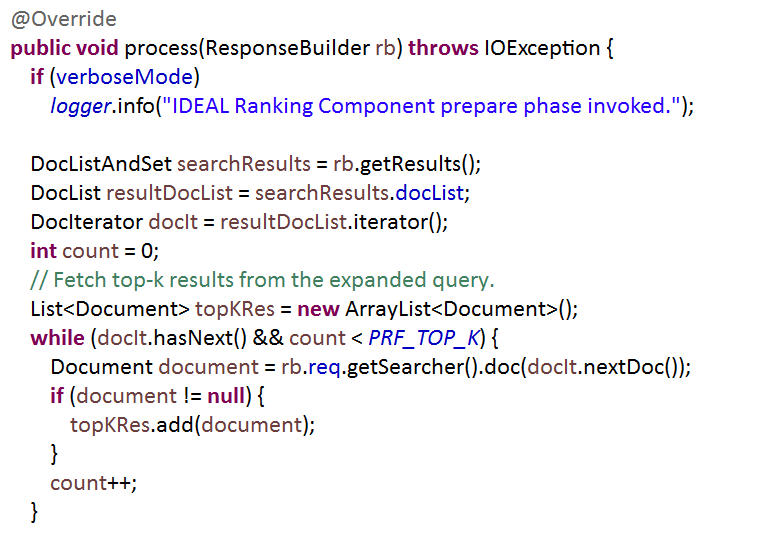 @Override
public void process(ResponseBuilder rb) throws IOException {
if (verboseMode)
logger.info("IDEAL Ranking Component prepare phase invoked.");
DocListAndSet searchResults = rb.getResults();
DocList resultDocList = searchResults.docList;
DocIterator docIt = resultDocList.iterator();
int count = 0;
// Fetch top-k results from the expanded query.
List<Document> topKRes = new ArrayList<Document>();
while (docIt.hasNext() && count < PRF_TOP_K) {
Document document = rb.req.getSearcher().doc(docIt.nextDoc());
if (document != null) {
topKRes.add(document);
}
count++;
}